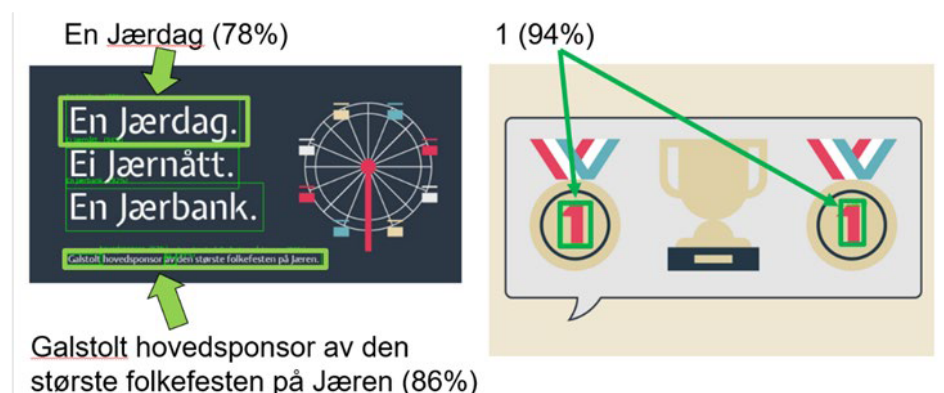 En Jærdag (78%)
1 (94%)
En Jærdag.
Ei Jærnått.
En Jærbank.
Galstolt hovedsponsor av den største folkefesten på Jæren.
1
1
Galstolt hovedsponsor av den
største folkefesten på Jæren (86%)